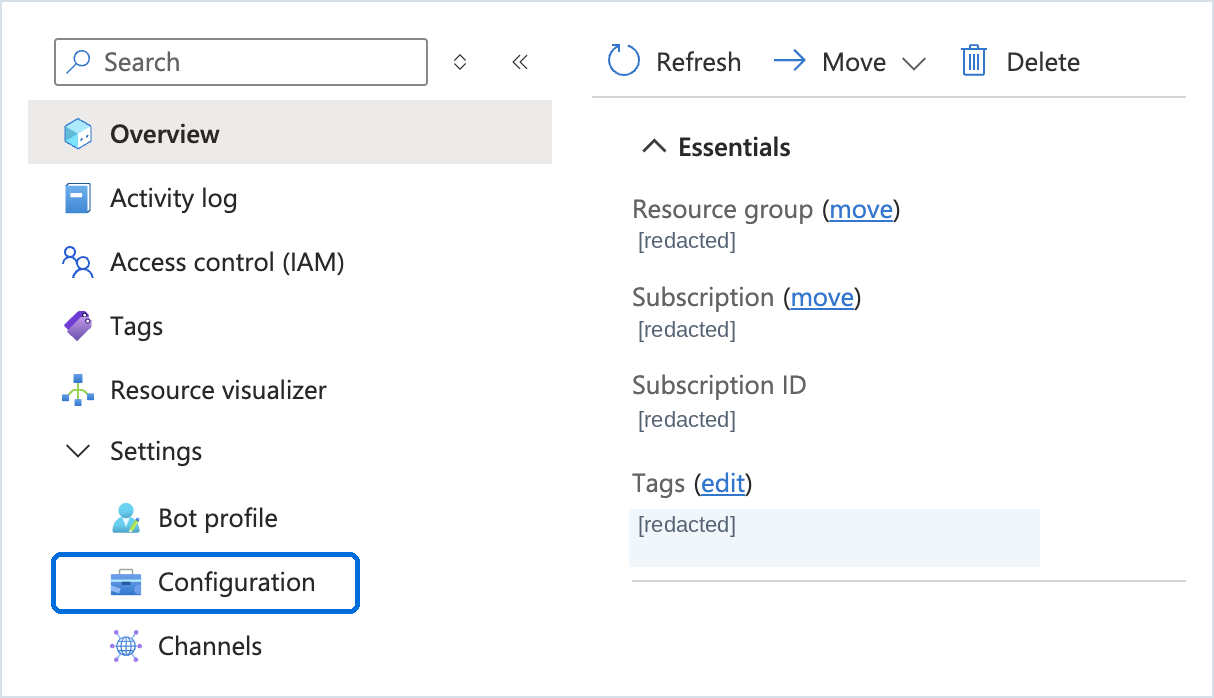 Search
Overview
Activity log
Access control (IAM)
Tags
Resource visualizer
Settings
Bot profile
Configuration
Channels
Refresh Move Delete
Essentials
Resource group (move)
[redacted]
Subscription (move)
[redacted]
Subscription ID
[redacted]
Tags (edit)
[redacted]